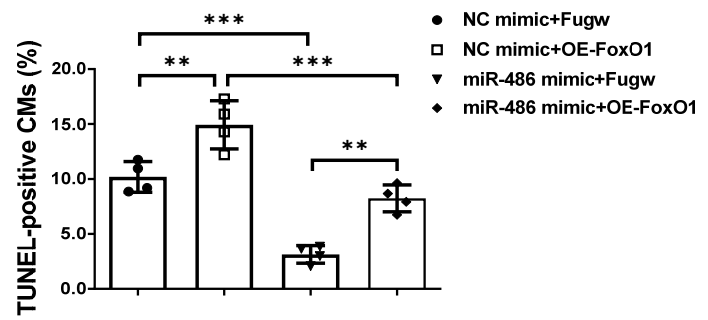 NC mimic+Fugw
NC mimic+OE-FoxO1
miR-486 mimic+Fugw
miR-486 mimic+OE-FoxO1
***
**
***
**
TUNEL-positive CMs (%)
20.0
15.0
10.0
5.0
0.0